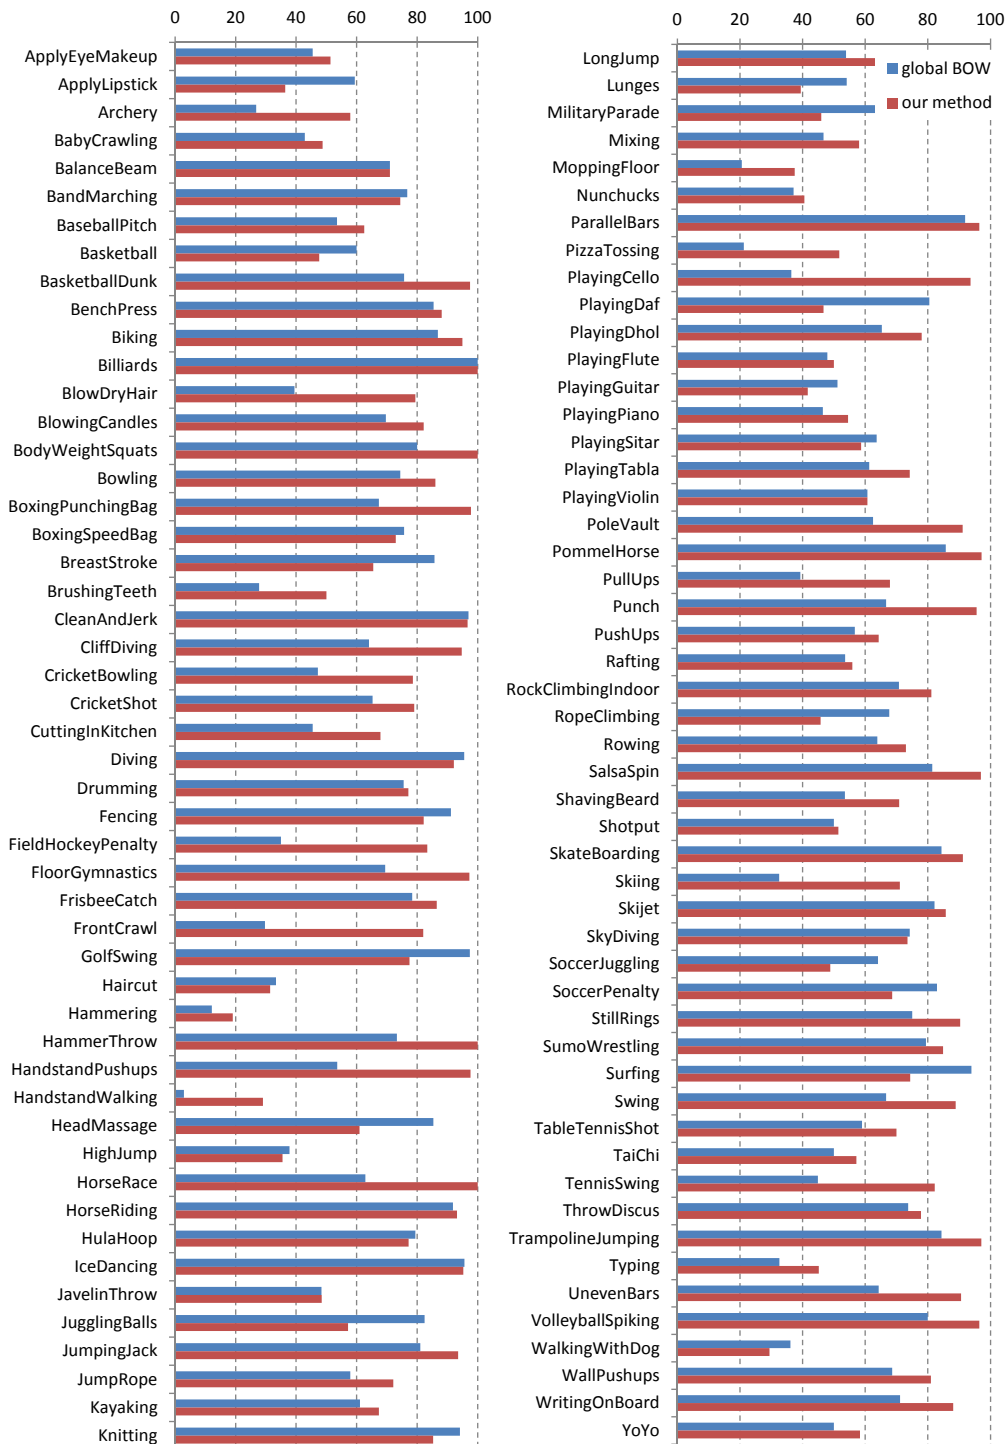 0 20 40 60 80 100
ApplyEyeMakeup
ApplyLipstick
Archery
BabyCrawling
BalanceBeam
BandMarching
BaseballPitch
Basketball
BasketballDunk
BenchPress
Biking
Billiards
BlowDryHair
BlowingCandles
BodyWeightSquats
Bowling
BoxingPunchingBag
BoxingSpeedBag
BreastStroke
BrushingTeeth
CleanAndJerk
CliffDiving
CricketBowling
CricketShot
CuttingInKitchen
Diving
Drumming
Fencing
FieldHockeyPenalty
FloorGymnastics
FrisbeeCatch
FrontCrawl
GolfSwing
Haircut
Hammering
HammerThrow
HandstandPushups
HandstandWalking
HeadMassage
HighJump
HorseRace
HorseRiding
HulaHoop
IceDancing
JavelinThrow
JugglingBalls
JumpingJack
JumpRope
Kayaking
Knitting
0 20 40 60 80 100
LongJump
Lunges
MilitaryParade
Mixing
MoppingFloor
Nunchucks
ParallelBars
PizzaTossing
PlayingCello
PlayingDaf
PlayingDhol
PlayingFlute
PlayingGuitar
PlayingPiano
PlayingSitar
PlayingTabla
PlayingViolin
PoleVault
PommelHorse
PullUps
Punch
PushUps
Rafting
RockClimbingIndoor
RopeClimbing
Rowing
SalsaSpin
ShavingBeard
Shotput
SkateBoarding
Skiing
Skijet
SkyDiving
SoccerJuggling
SoccerPenalty
StillRings
SumoWrestling
Surfing
Swing
TableTennisShot
TaiChi
TennisSwing
ThrowDiscus
TrampolineJumping
Typing
UnevenBars
VolleyballSpiking
WalkingWithDog
WallPushups
WritingOnBoard
YoYo
global BOW
our method